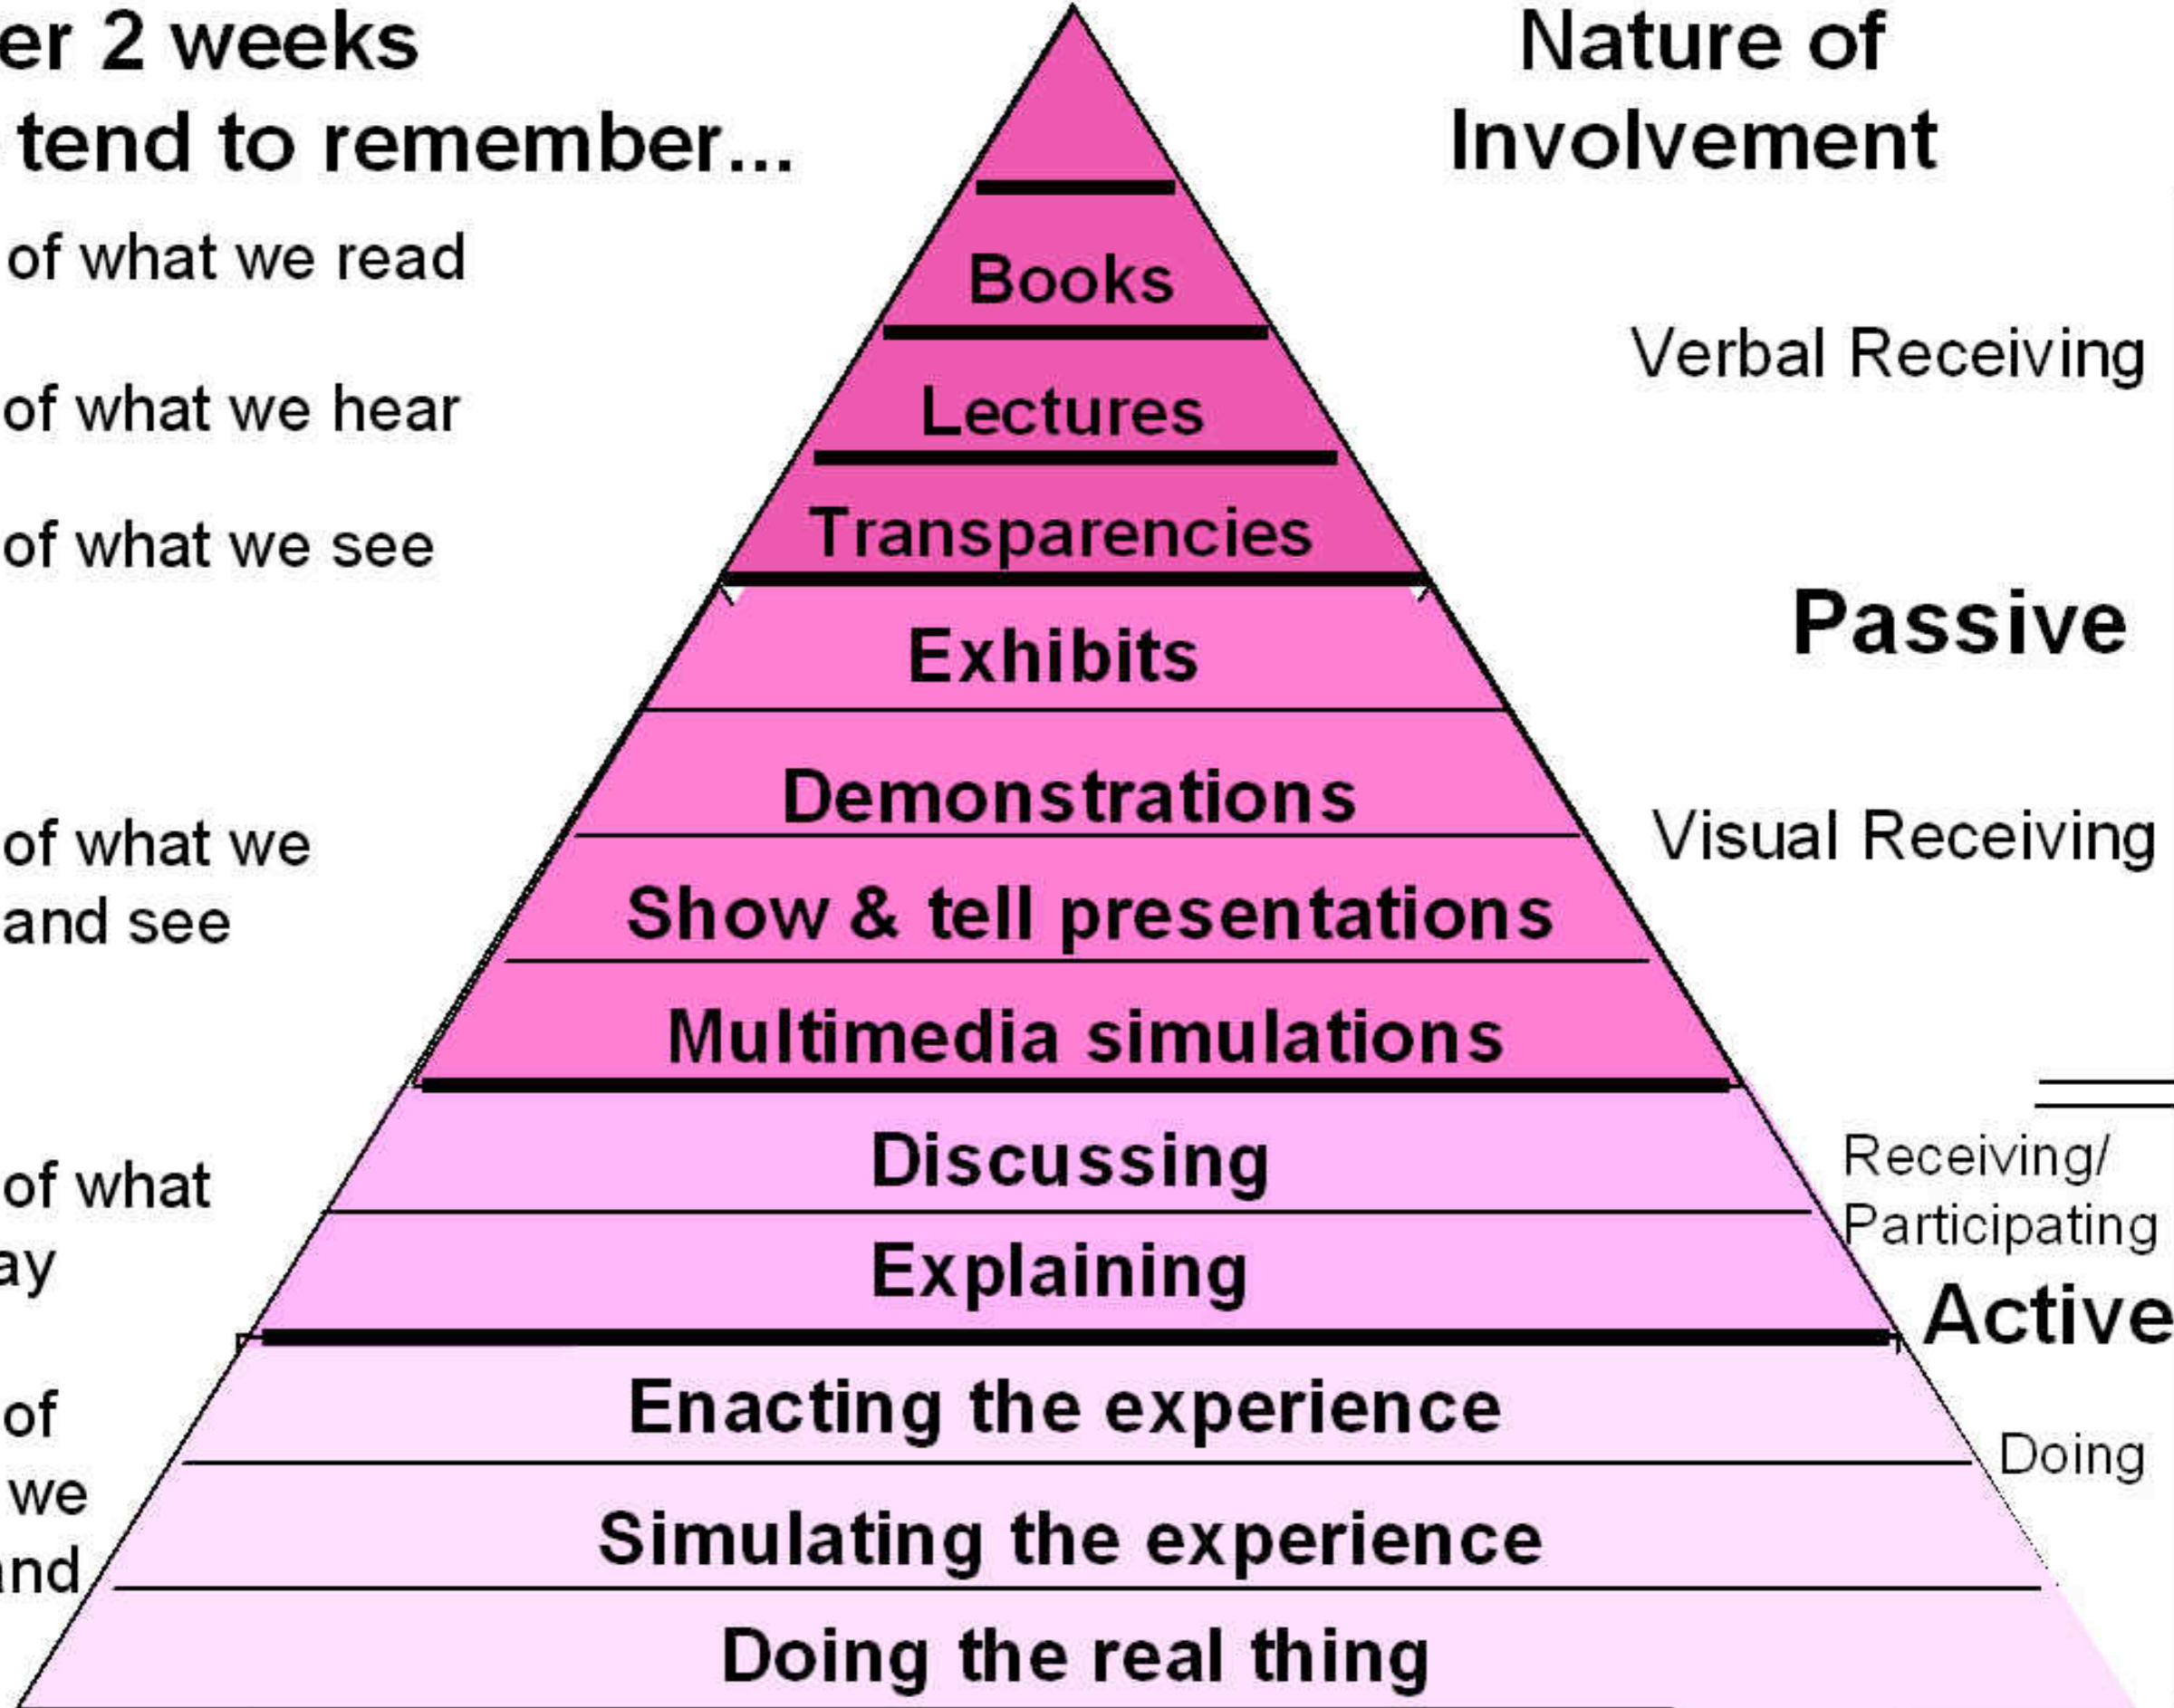 er 2 weeks
tend to remember...
of what we read
of what we hear
of what we see
of what we
and see
of what
ay
of
we
and
Books
Lectures
Transparencies
Exhibits
Demonstrations
Show & tell presentations
Multimedia simulations
Discussing
Explaining
Enacting the experience
Simulating the experience
Doing the real thing
Nature of
Involvement
Verbal Receiving
Passive
Visual Receiving
Receiving/
Participating
Active
Doing